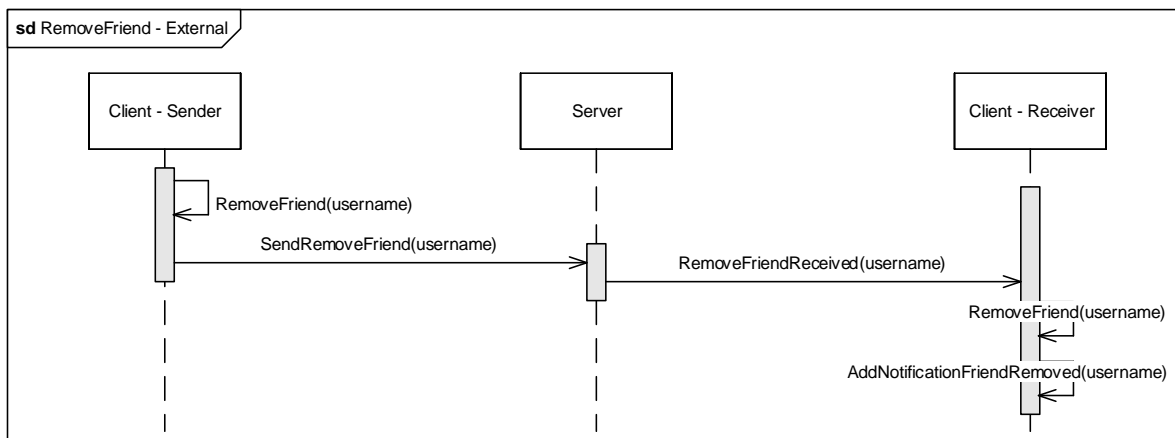 sd RemoveFriend - External
Client - Sender
Server
Client - Receiver
RemoveFriend(username)
SendRemoveFriend(username)
RemoveFriendReceived(username)
RemoveFriend(username)
AddNotificationFriendRemoved(username)